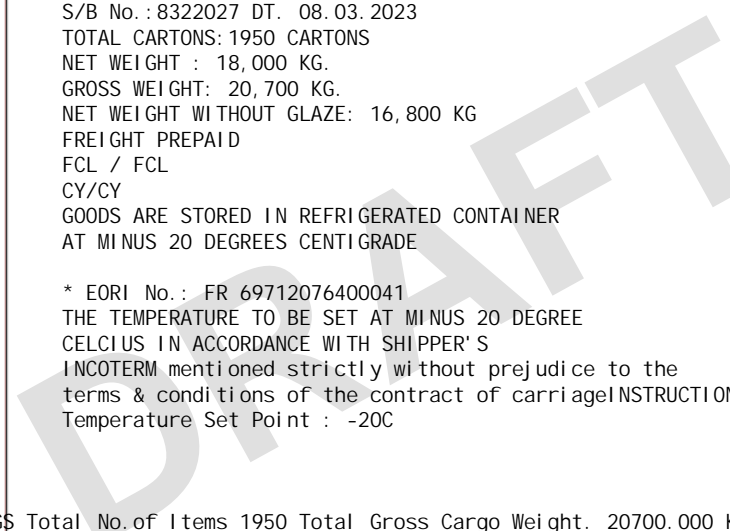 S/B No.:8322027 DT. 08.03.2023
TOTAL CARTONS:1950 CARTONS
NET WEIGHT : 18,000 KG.
GROSS WEIGHT: 20,700 KG.
NET WEIGHT WITHOUT GLAZE: 16,800 KG
FREIGHT PREPAID
FCL / FCL
CY/CY
GOODS ARE STORED IN REFRIGERATED CONTAINER
AT MINUS 20 DEGREES CENTIGRADE
* EORI No.: FR 69712076400041
THE TEMPERATURE TO BE SET AT MINUS 20 DEGREE
CELCIUS IN ACCORDANCE WITH SHIPPER'S
INCOTERM mentioned strictly without prejudice to the
terms & conditions of the contract of carriageINSTRUCTION
Temperature Set Point : -20C
Total No.of Items 1950 Total Gross Cargo Weight. 20700.000
DRAFT